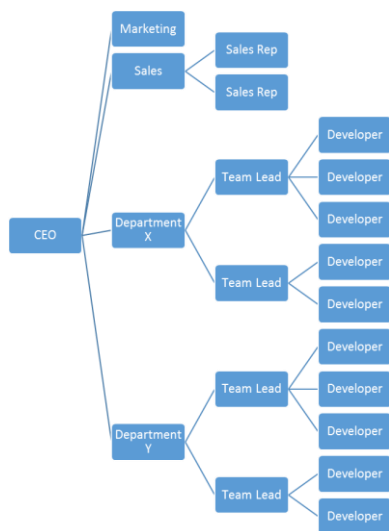 Marketing
Sales
Sales Rep
Sales Rep
CEO
Department
X
Team Lead
Developer
Developer
Developer
Team Lead
Developer
Developer
Department
Y
Team Lead
Developer
Developer
Developer
Team Lead
Developer
Developer